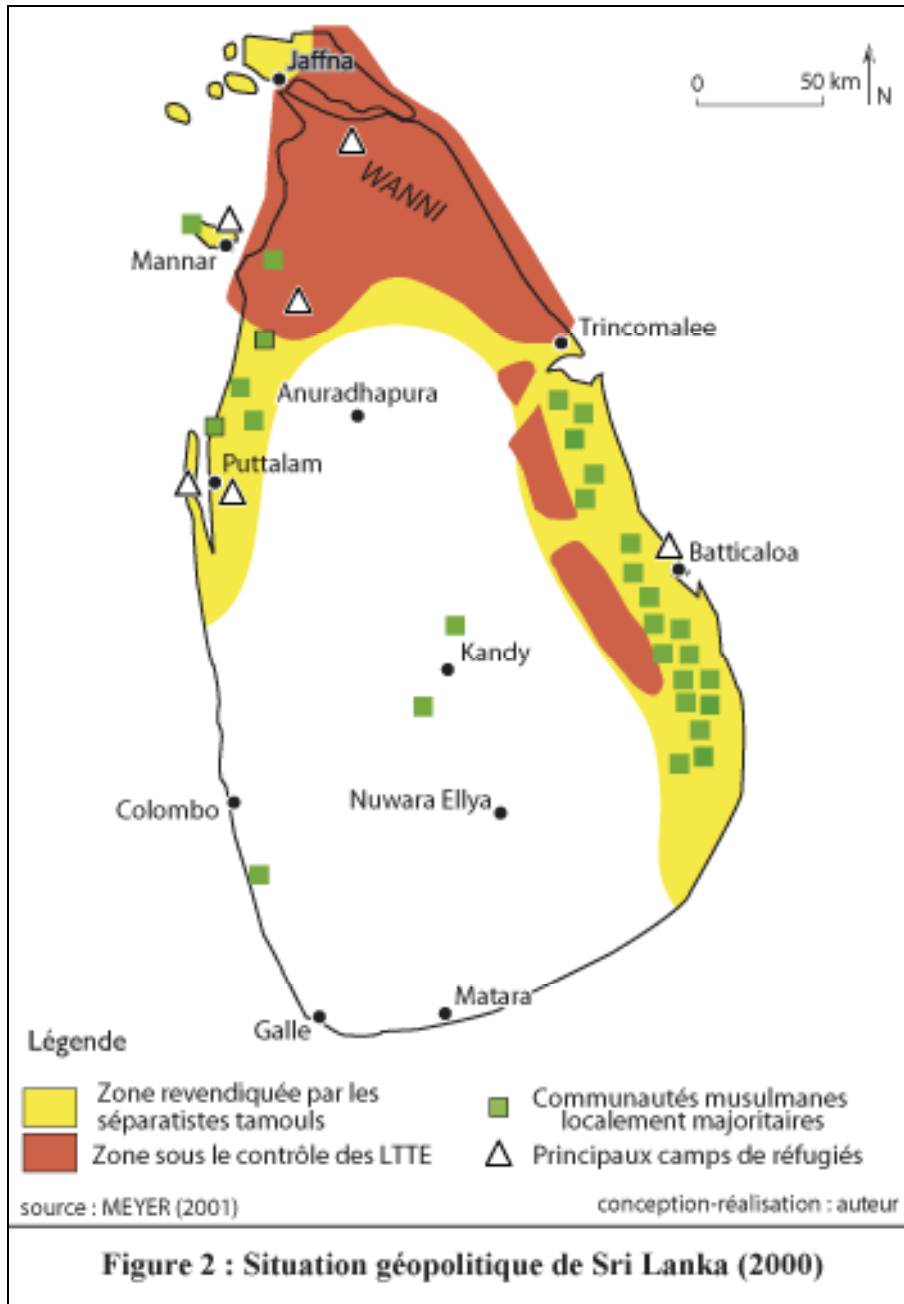 Jaffna
0 50 km
N
WANNI
Mannar
Trincomalee
Anuradhapura
Puttalam
Batticaloa
Kandy
Colombo
Nuwara Ellya
Galle
Matara
Légende
Zone revendiquée par les
séparatistes tamouls
Zone sous le contrôle des LTTE
Communautés musulmanes
localement majoritaires
Principaux camps de réfugiés
source : MEYER (2001)
conception-réalisation : auteur
Figure 2 : Situation géopolitique de Sri Lanka (2000)